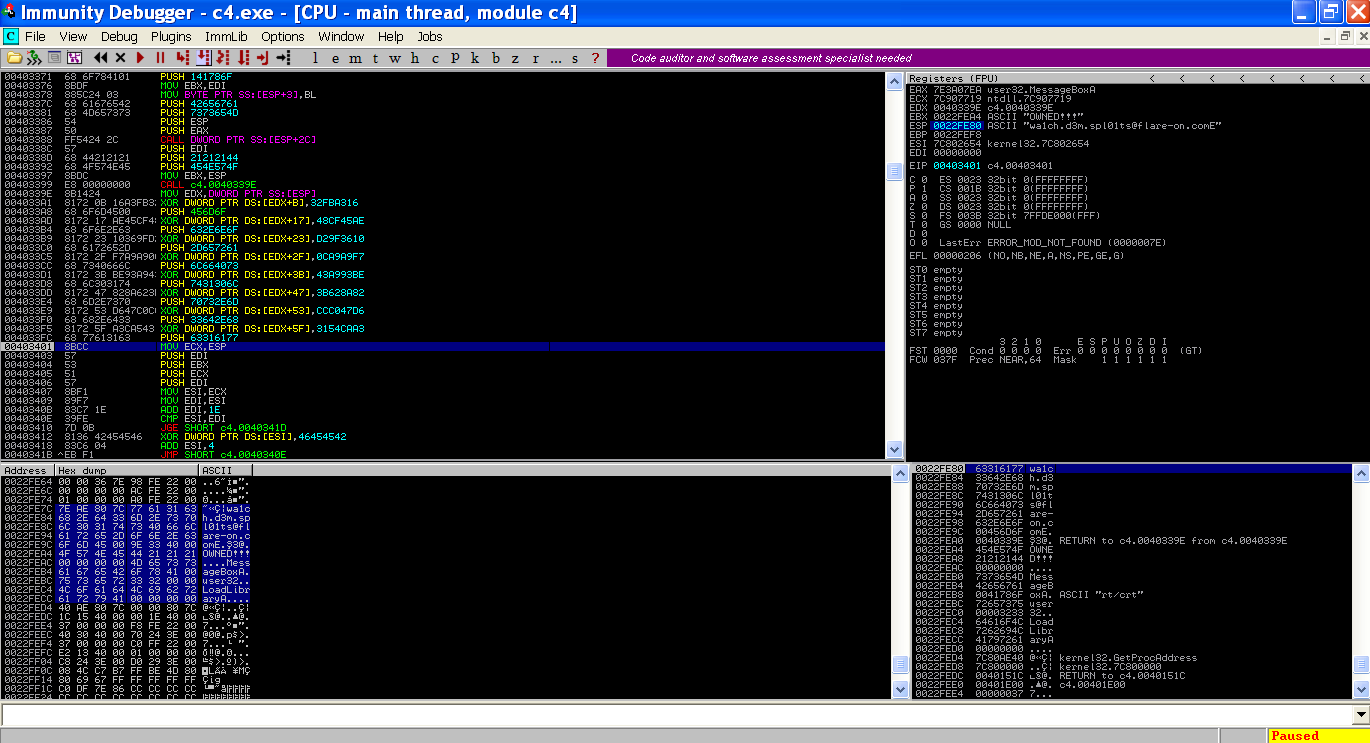 Immunity Debugger - c4.exe - [CPU - main thread, module c4]
C File View Debug Plugins ImmLib Options Window Help Jobs
l e m t w h c P k b z r ... s ? Code auditor and software assessment specialist needed
00403371 68 6F784101 PUSH 141786F
00403376 8BDF MOV EBX,EDI
00403378 885C24 03 MOV BYTE PTR SS:[ESP+3],BL
0040337C 68 61676542 PUSH 42656761
00403381 68 4D657373 PUSH 7373654D
00403386 54 PUSH ESP
00403387 50 PUSH EAX
00403388 FF5424 2C CALL DWORD PTR SS:[ESP+2C]
0040338C 57 PUSH EDI
0040338D 68 44212121 PUSH 21212144
00403392 68 4F574E45 PUSH 454E574F
00403397 8BDC MOV EBX,ESP
00403399 E8 00000000 CALL c4.0040339E
0040339E 8B1424 MOV EDX,DWORD PTR SS:[ESP]
004033A1 8172 0B 16A3FB32 XOR DWORD PTR DS:[EDX+B],32FBA316
004033A8 68 6F6D4500 PUSH 456D6F
004033AD 8172 17 AE45CF48 XOR DWORD PTR DS:[EDX+17],48CF45AE
004033B4 68 6F6E2E63 PUSH 632E6E6F
004033B9 8172 23 10369FD2 XOR DWORD PTR DS:[EDX+23],D29F3610
004033C0 68 6172652D PUSH 2D657261
004033C5 8172 2F F7A9A90C XOR DWORD PTR DS:[EDX+2F],0CA9A9F7
004033CC 68 7340666C PUSH 6C664073
004033D1 8172 3B BE93A943 XOR DWORD PTR DS:[EDX+3B],43A993BE
004033D8 68 6C303174 PUSH 7431306C
004033DD 8172 47 828A623B XOR DWORD PTR DS:[EDX+47],3B628A82
004033E4 68 6D2E7370 PUSH 70732E6D
004033E9 8172 53 D647C0CC XOR DWORD PTR DS:[EDX+53],CCC047D6
004033F0 68 682E6433 PUSH 33642E68
004033F5 8172 5F A3CA5431 XOR DWORD PTR DS:[EDX+5F],3154CAA3
004033FC 68 77613163 PUSH 63316177
00403401 8BCC MOV ECX,ESP
00403403 57 PUSH EDI
00403404 53 PUSH EBX
00403405 51 PUSH ECX
00403406 57 PUSH EDI
00403407 8BF1 MOV ESI,ECX
00403409 89F7 MOV EDI,ESI
0040340B 83C7 1E ADD EDI,1E
0040340E 39FE CMP ESI,EDI
00403410 7D 0B JGE SHORT c4.0040341D
00403412 8136 42454546 XOR DWORD PTR DS:[ESI],46454542
00403418 83C6 04 ADD ESI,4
0040341B ^EB F1 JMP SHORT c4.0040340E
Registers (FPU) < < < < < < < <
EAX 7E3A07EA user32.MessageBoxA
ECX 7C907719 ntdll.7C907719
EDX 0040339E c4.0040339E
EBX 0022FEA4 ASCII "OWNED!!!"
ESP 0022FE80 ASCII "wa1ch.d3m.spl01ts@flare-on.comE"
EBP 0022FEF8
ESI 7C802654 kernel32.7C802654
EDI 00000000
EIP 00403401 c4.00403401
C 0 ES 0023 32bit 0(FFFFFFFF)
P 1 CS 001B 32bit 0(FFFFFFFF)
A 0 SS 0023 32bit 0(FFFFFFFF)
Z 0 DS 0023 32bit 0(FFFFFFFF)
S 0 FS 003B 32bit 7FFDE000(FFF)
T 0 GS 0000 NULL
D 0
O 0 LastErr ERROR_MOD_NOT_FOUND (0000007E)
EFL 00000206 (NO,NB,NE,A,NS,PE,GE,G)
ST0 empty
ST1 empty
ST2 empty
ST3 empty
ST4 empty
ST5 empty
ST6 empty
ST7 empty
3 2 1 0 E S P U O Z D I
FST 0000 Cond 0 0 0 0 Err 0 0 0 0 0 0 0 0 (GT)
FCW 037F Prec NEAR,64 Mask 1 1 1 1 1 1
Address Hex dump ASCII
0022FE64 00 00 36 7E 98 FE 22 00
0022FE6C 00 00 00 00 AC FE 22 00
0022FE74 01 00 00 00 A0 FE 22 00
0022FE7C 7E AE 80 7C 77 61 31 63
0022FE84 68 2E 64 33 6D 2E 73 70 h.d3m.sp
0022FE8C 6C 30 31 74 73 40 66 6C l01ts@fl
0022FE94 61 72 65 2D 6F 6E 2E 63 are-on.c
0022FE9C 6F 6D 45 00 9E 33 40 00
0022FEA4 4F 57 4E 45 44 21 21 21 OWNED!!!
0022FEAC 00 00 00 00 4D 65 73 73 ....Mess
0022FEB4 61 67 65 42 6F 78 41 00 ageBoxA.
0022FEBC 75 73 65 72 33 32 00 00 user32..
0022FEC4 4C 6F 61 64 4C 69 62 72 LoadLibr
0022FECC 61 72 79 41 00 00 00 00 aryA....
0022FED4 40 AE 80 7C 00 00 80 7C
0022FEDC 1C 15 40 00 00 1E 40 00
0022FEE4 37 00 00 00 F8 FE 22 00
0022FEEC 40 30 40 00 70 24 3E 00
0022FEF4 37 00 00 00 C0 FF 22 00
0022FEFC E2 13 40 00 01 00 00 00
0022FF04 C8 24 3E 00 D0 29 3E 00
0022FF0C 08 4C C7 B7 FF BE 4D 80
0022FF14 80 69 67 FF FF FF FF FF
0022FF1C C0 DF 7E 86 CC CC CC CC
0022FE80 63316177 wa1c
0022FE84 33642E68 h.d3
0022FE88 70732E6D m.sp
0022FE8C 7431306C l01t
0022FE90 6C664073 s@fl
0022FE94 2D657261 are-
0022FE98 632E6E6F on.c
0022FE9C 00456D6F omE.
0022FEA0 0040339E RETURN to c4.0040339E from c4.0040339E
0022FEA4 454E574F OWNE
0022FEA8 21212144 D!!!
0022FEAC 00000000 ....
0022FEB0 7373654D Mess
0022FEB4 42656761 ageB
0022FEB8 0041786F oxA. ASCII "rt/crt"
0022FEBC 72657375 user
0022FEC0 00003233 32..
0022FEC4 64616F4C Load
0022FEC8 7262694C Libr
0022FECC 41797261 aryA
0022FED0 00000000 ....
0022FED4 7C80AE40 kernel32.GetProcAddress
0022FED8 7C800000 kernel32.7C800000
0022FEDC 0040151C RETURN to c4.0040151C
0022FEE0 00401E00 c4.00401E00
0022FEE4 00000037 7...
Paused